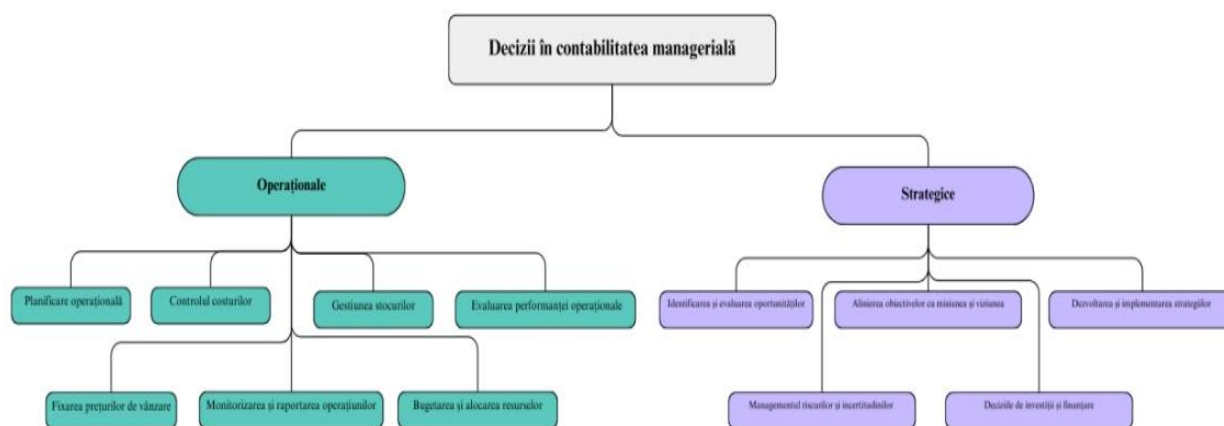 Decizii în contabilitatea managerială
Operaționale
Strategice
Planificare operațională
Controlul costurilor
Gestiunea stocurilor
Evaluarea performanței operaționale
Identificarea și evaluarea oportunităților
Alinierea obiectivelor cu misiunea și viziunea
Dezvoltarea și implementarea strategiilor
Fixarea prețurilor de vânzare
Monitorizarea și raportarea operațiunilor
Bugetarea și alocarea resurselor
Managementul riscurilor și incertitudinilor
Deciziile de investiții și finanțare